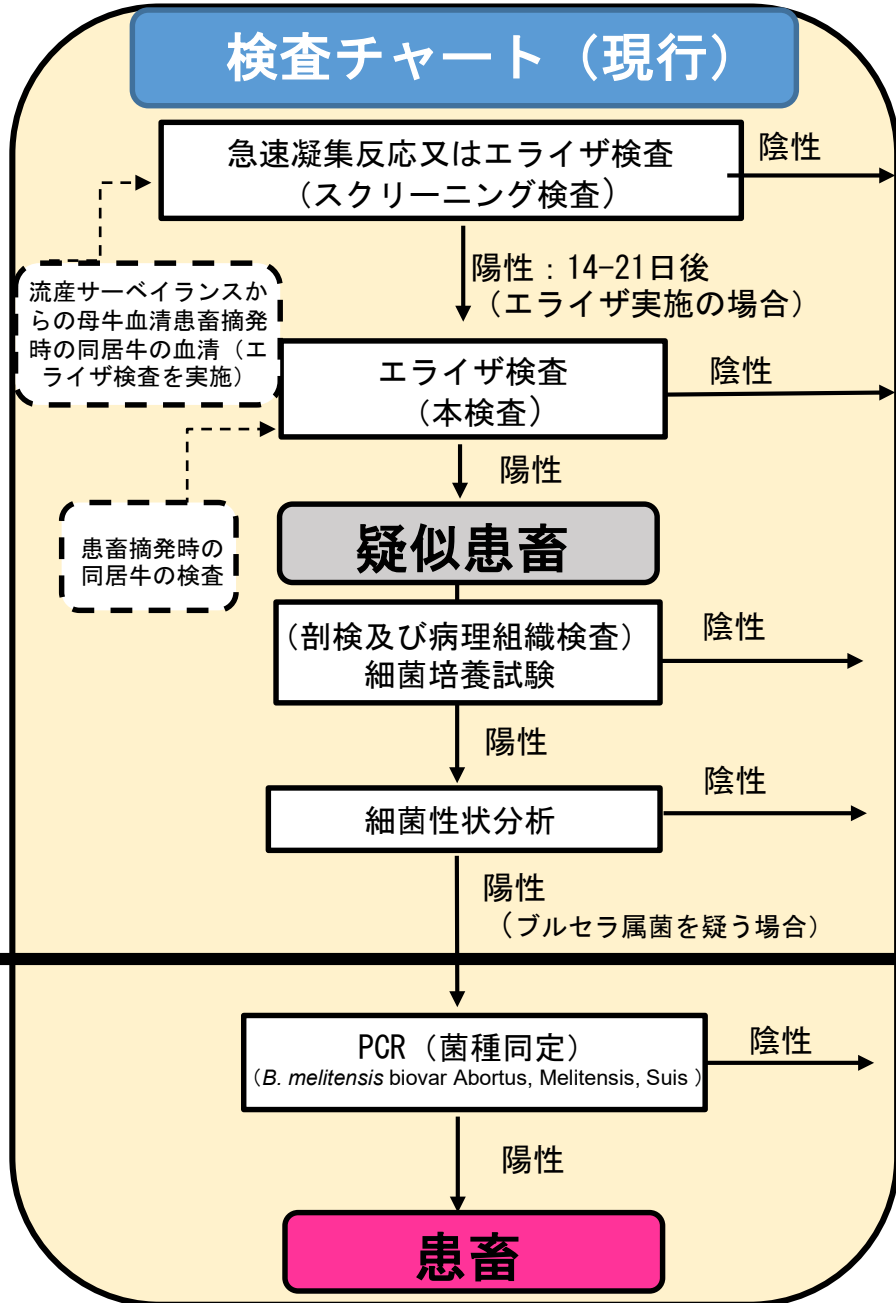 検査チャート（現行）
急速凝集反応又はエライザ検査
（スクリーニング検査）
陰性
陽性：14-21日後
（エライザ実施の場合）
流産サーベイランスか
らの母牛血清患畜摘発
時の同居牛の血清（エ
ライザ検査を実施）
エライザ検査
（本検査）
陰性
陽性
患畜摘発時の
同居牛の検査
疑似患畜
（剖検及び病理組織検査）
細菌培養試験
陰性
陽性
細菌性状分析
陰性
陽性
（ブルセラ属菌を疑う場合）
PCR（菌種同定）
（B. melitensis biovar Abortus, Melitensis, Suis ）
陰性
陽性
患畜